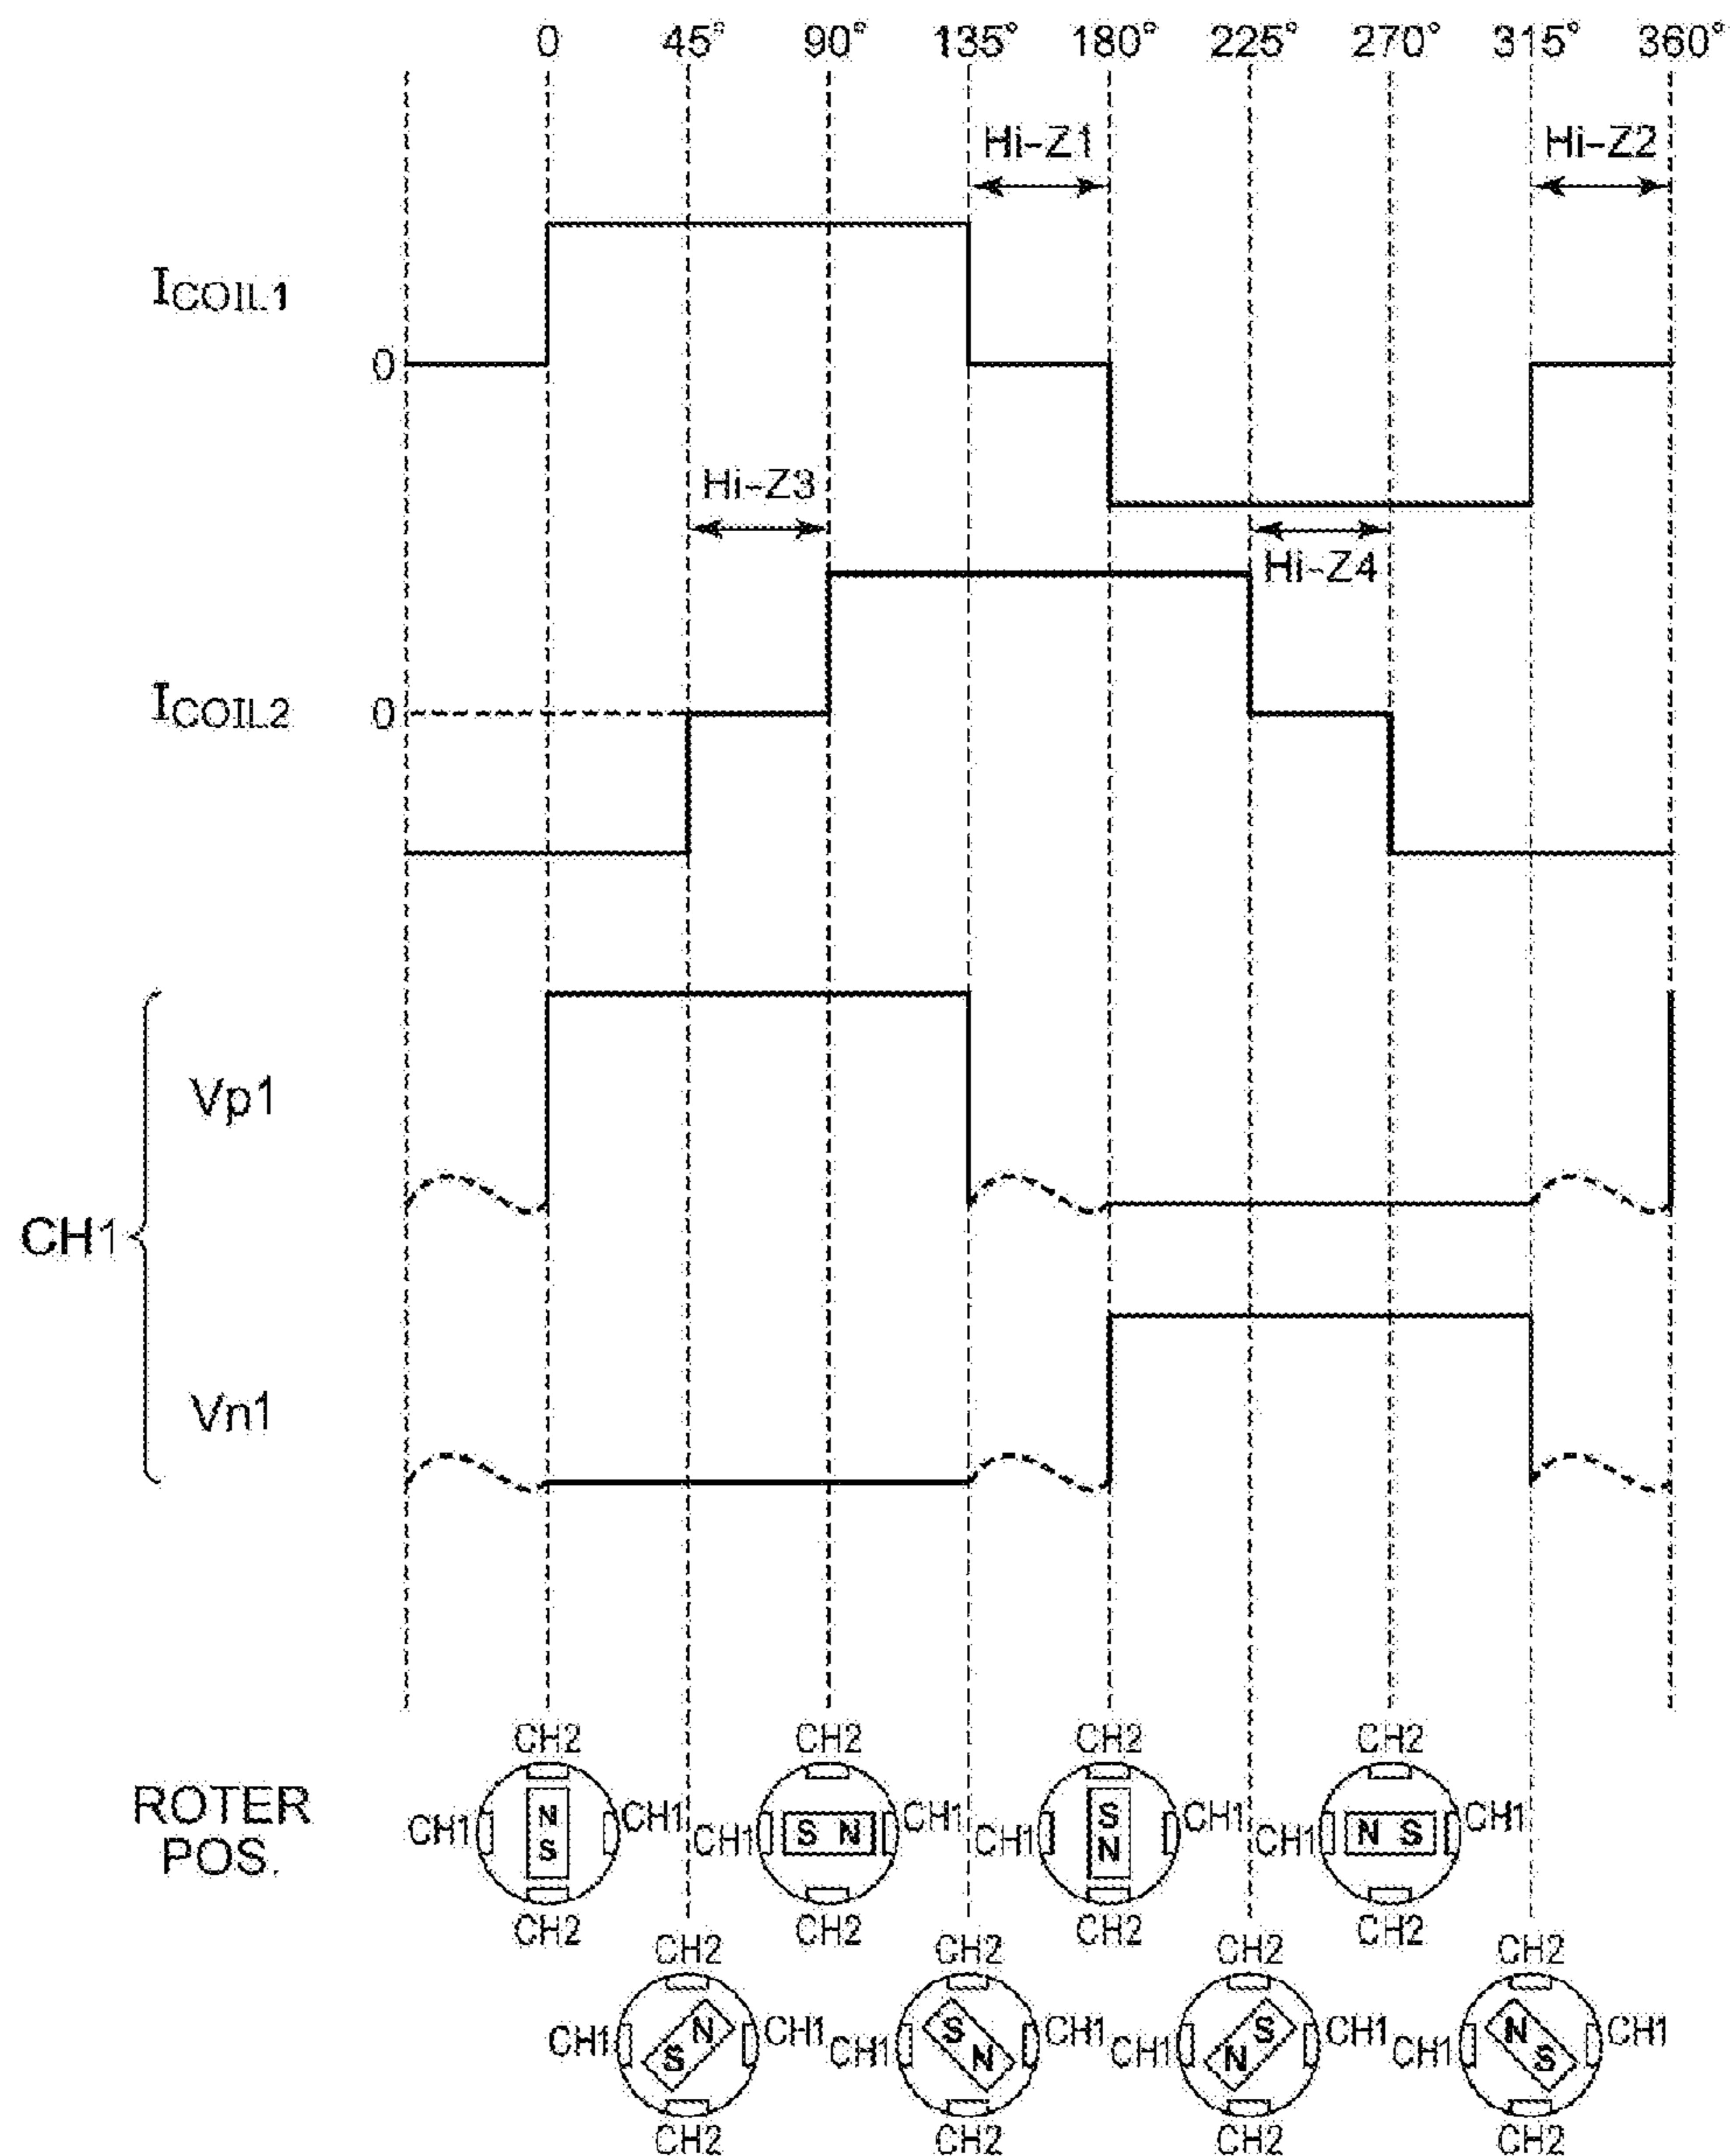 0 45° 90° 135° 180° 225° 270° 315° 360°
Hi-Z1 Hi-Z2
ICOIL1
0
Hi-Z3
Hi-Z4
ICOIL2 0
Vp1
CH1
Vn1
CH2 CH2 CH2 CH2
ROTER
POS.
CH1 N S CH1 CH1 S N CH1 CH1 S N CH1 CH1 N S CH1
CH2 CH2 CH2 CH2
CH2 CH2 CH2 CH2
CH1 N S CH1 CH1 S N CH1 CH1 S N CH1 CH1 N S CH1
CH2 CH2 CH2 CH2